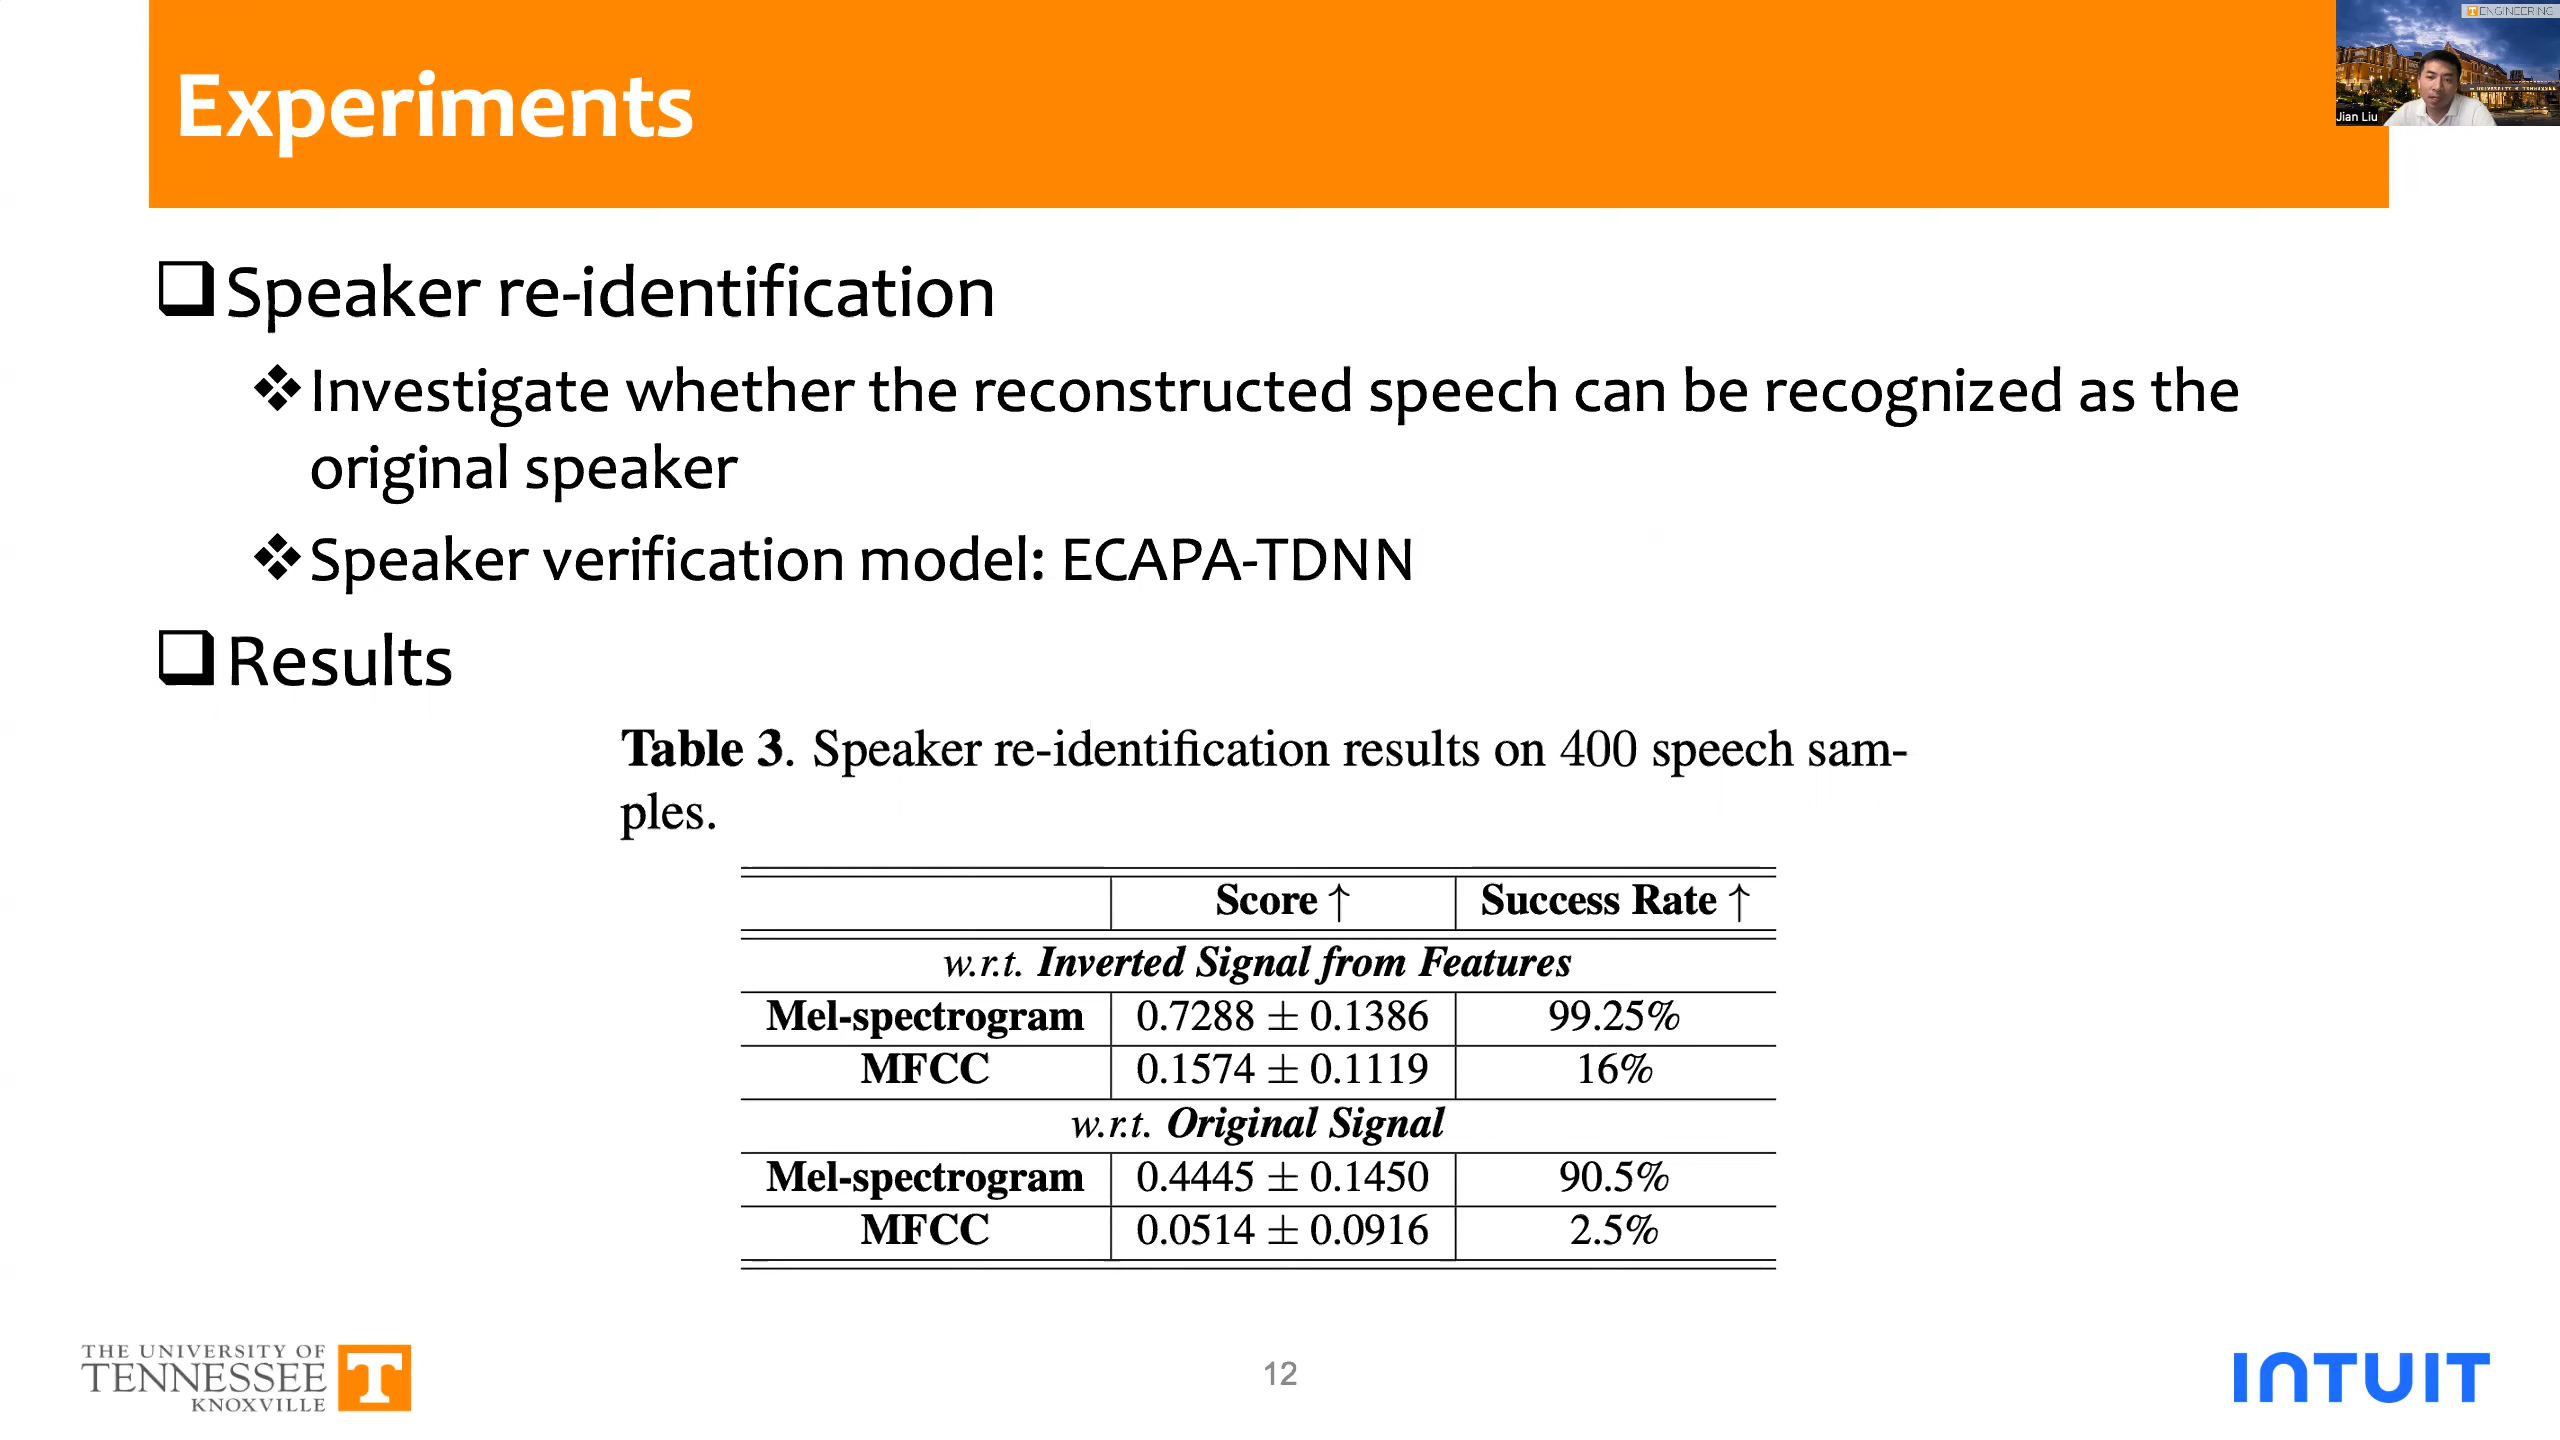 Experiments
T ENGINEERING
Jian Liu
Speaker re-identification
Investigate whether the reconstructed speech can be recognized as the
original speaker
Speaker verification model: ECAPA-TDNN
Results
Table 3. Speaker re-identification results on 400 speech sam-
ples.
Score ↑ Success Rate ↑
w.r.t. Inverted Signal from Features
Mel-spectrogram 0.7288 ± 0.1386 99.25%
MFCC 0.1574 ± 0.1119 16%
w.r.t. Original Signal
Mel-spectrogram 0.4445 ± 0.1450 90.5%
MFCC 0.0514 ± 0.0916 2.5%
THE UNIVERSITY OF
TENNESSEE T
KNOXVILLE
12
INTUIT